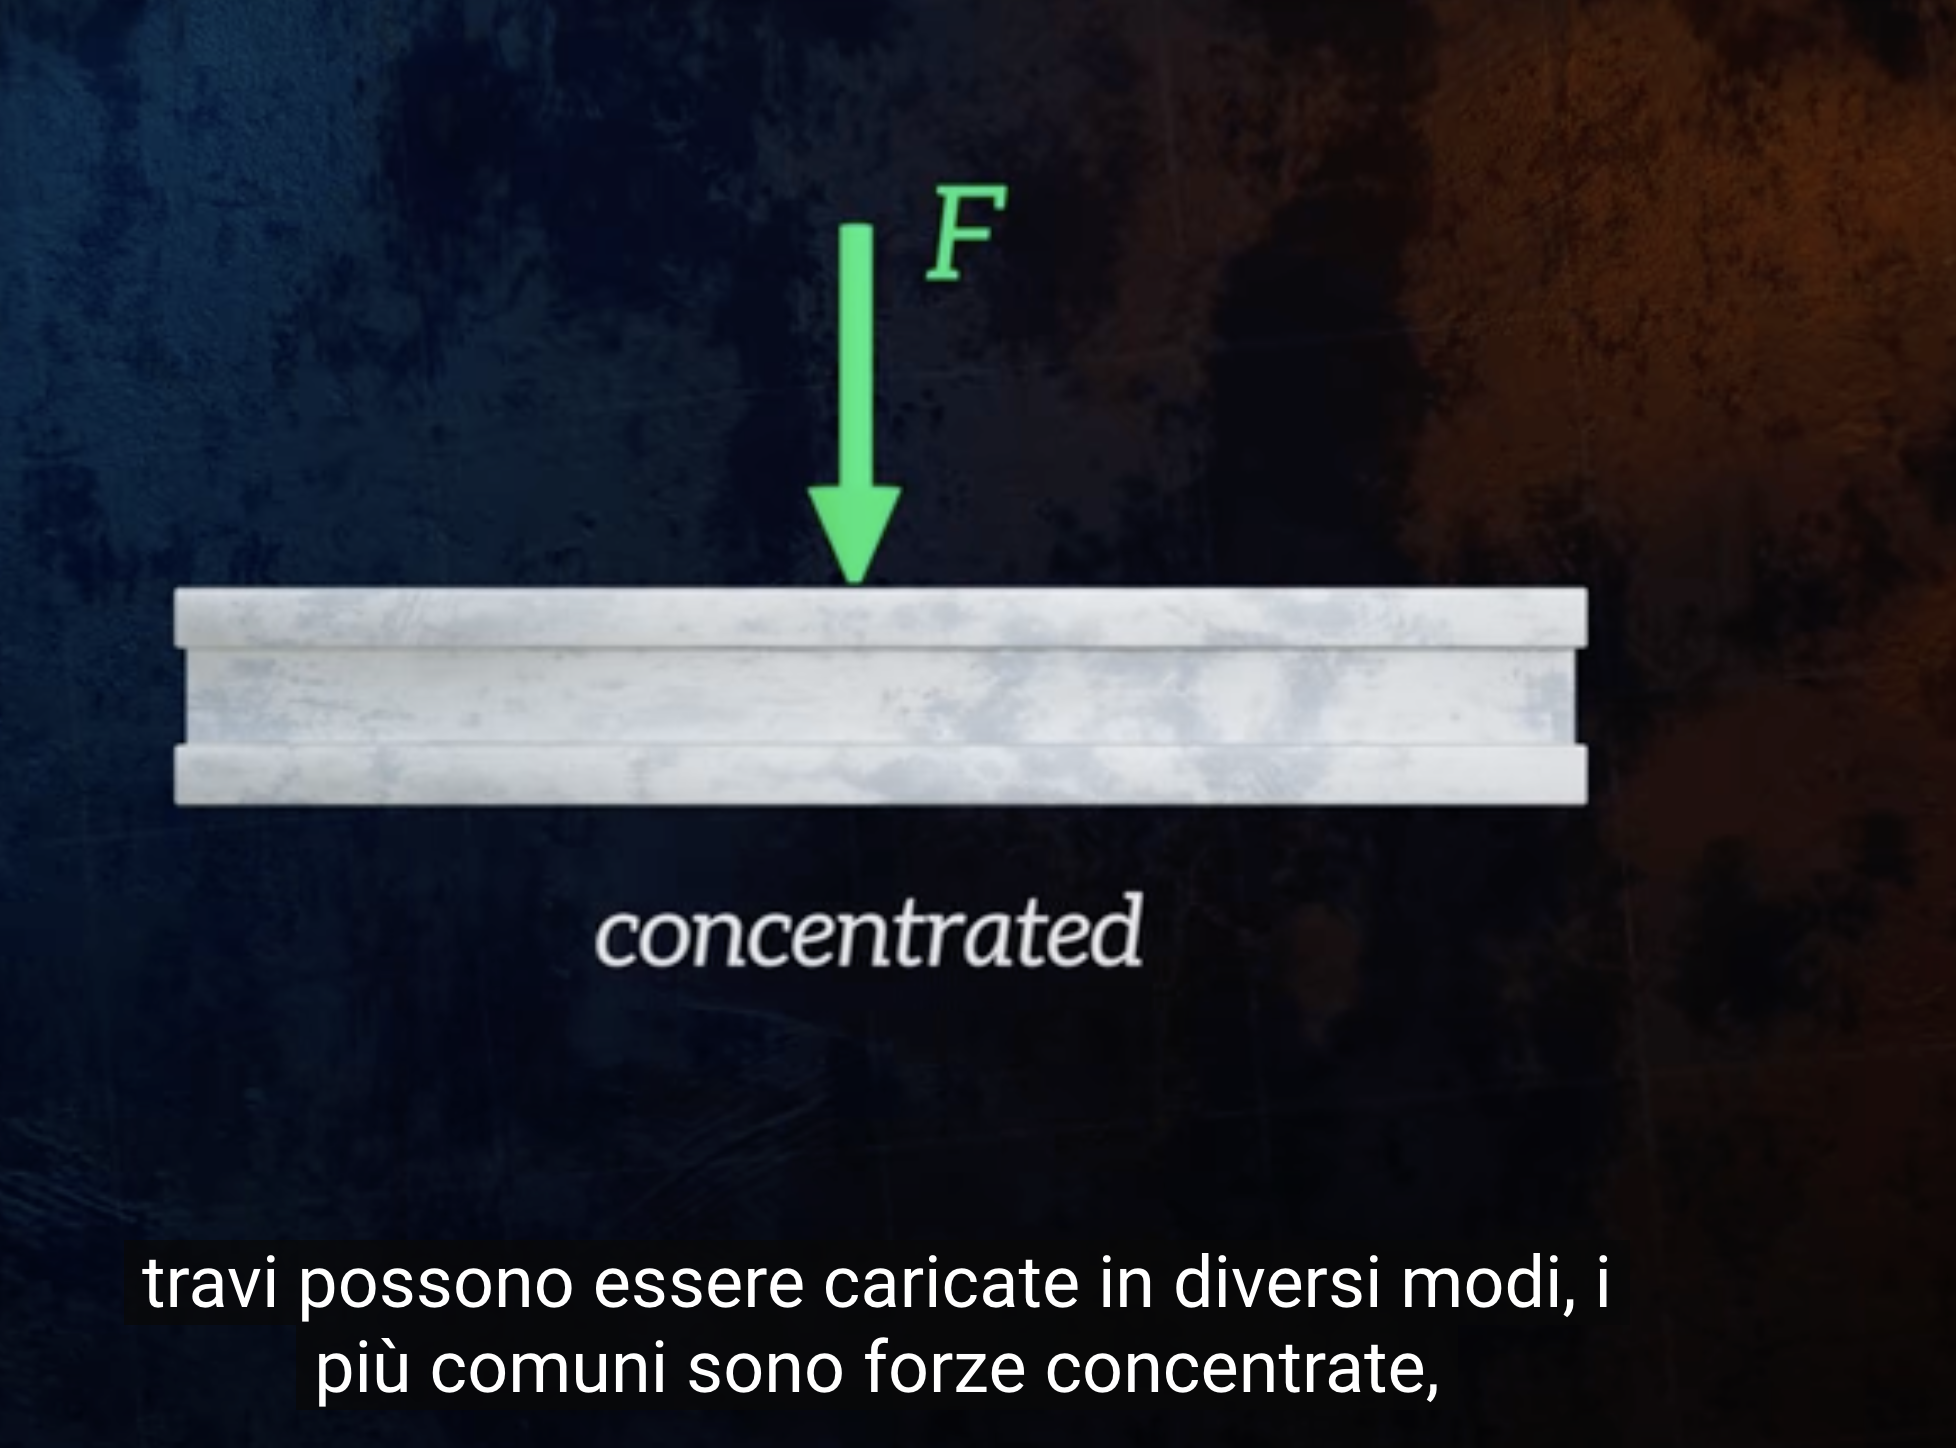 F
concentrated
travi possono essere caricate in diversi modi, i
più comuni sono forze concentrate,